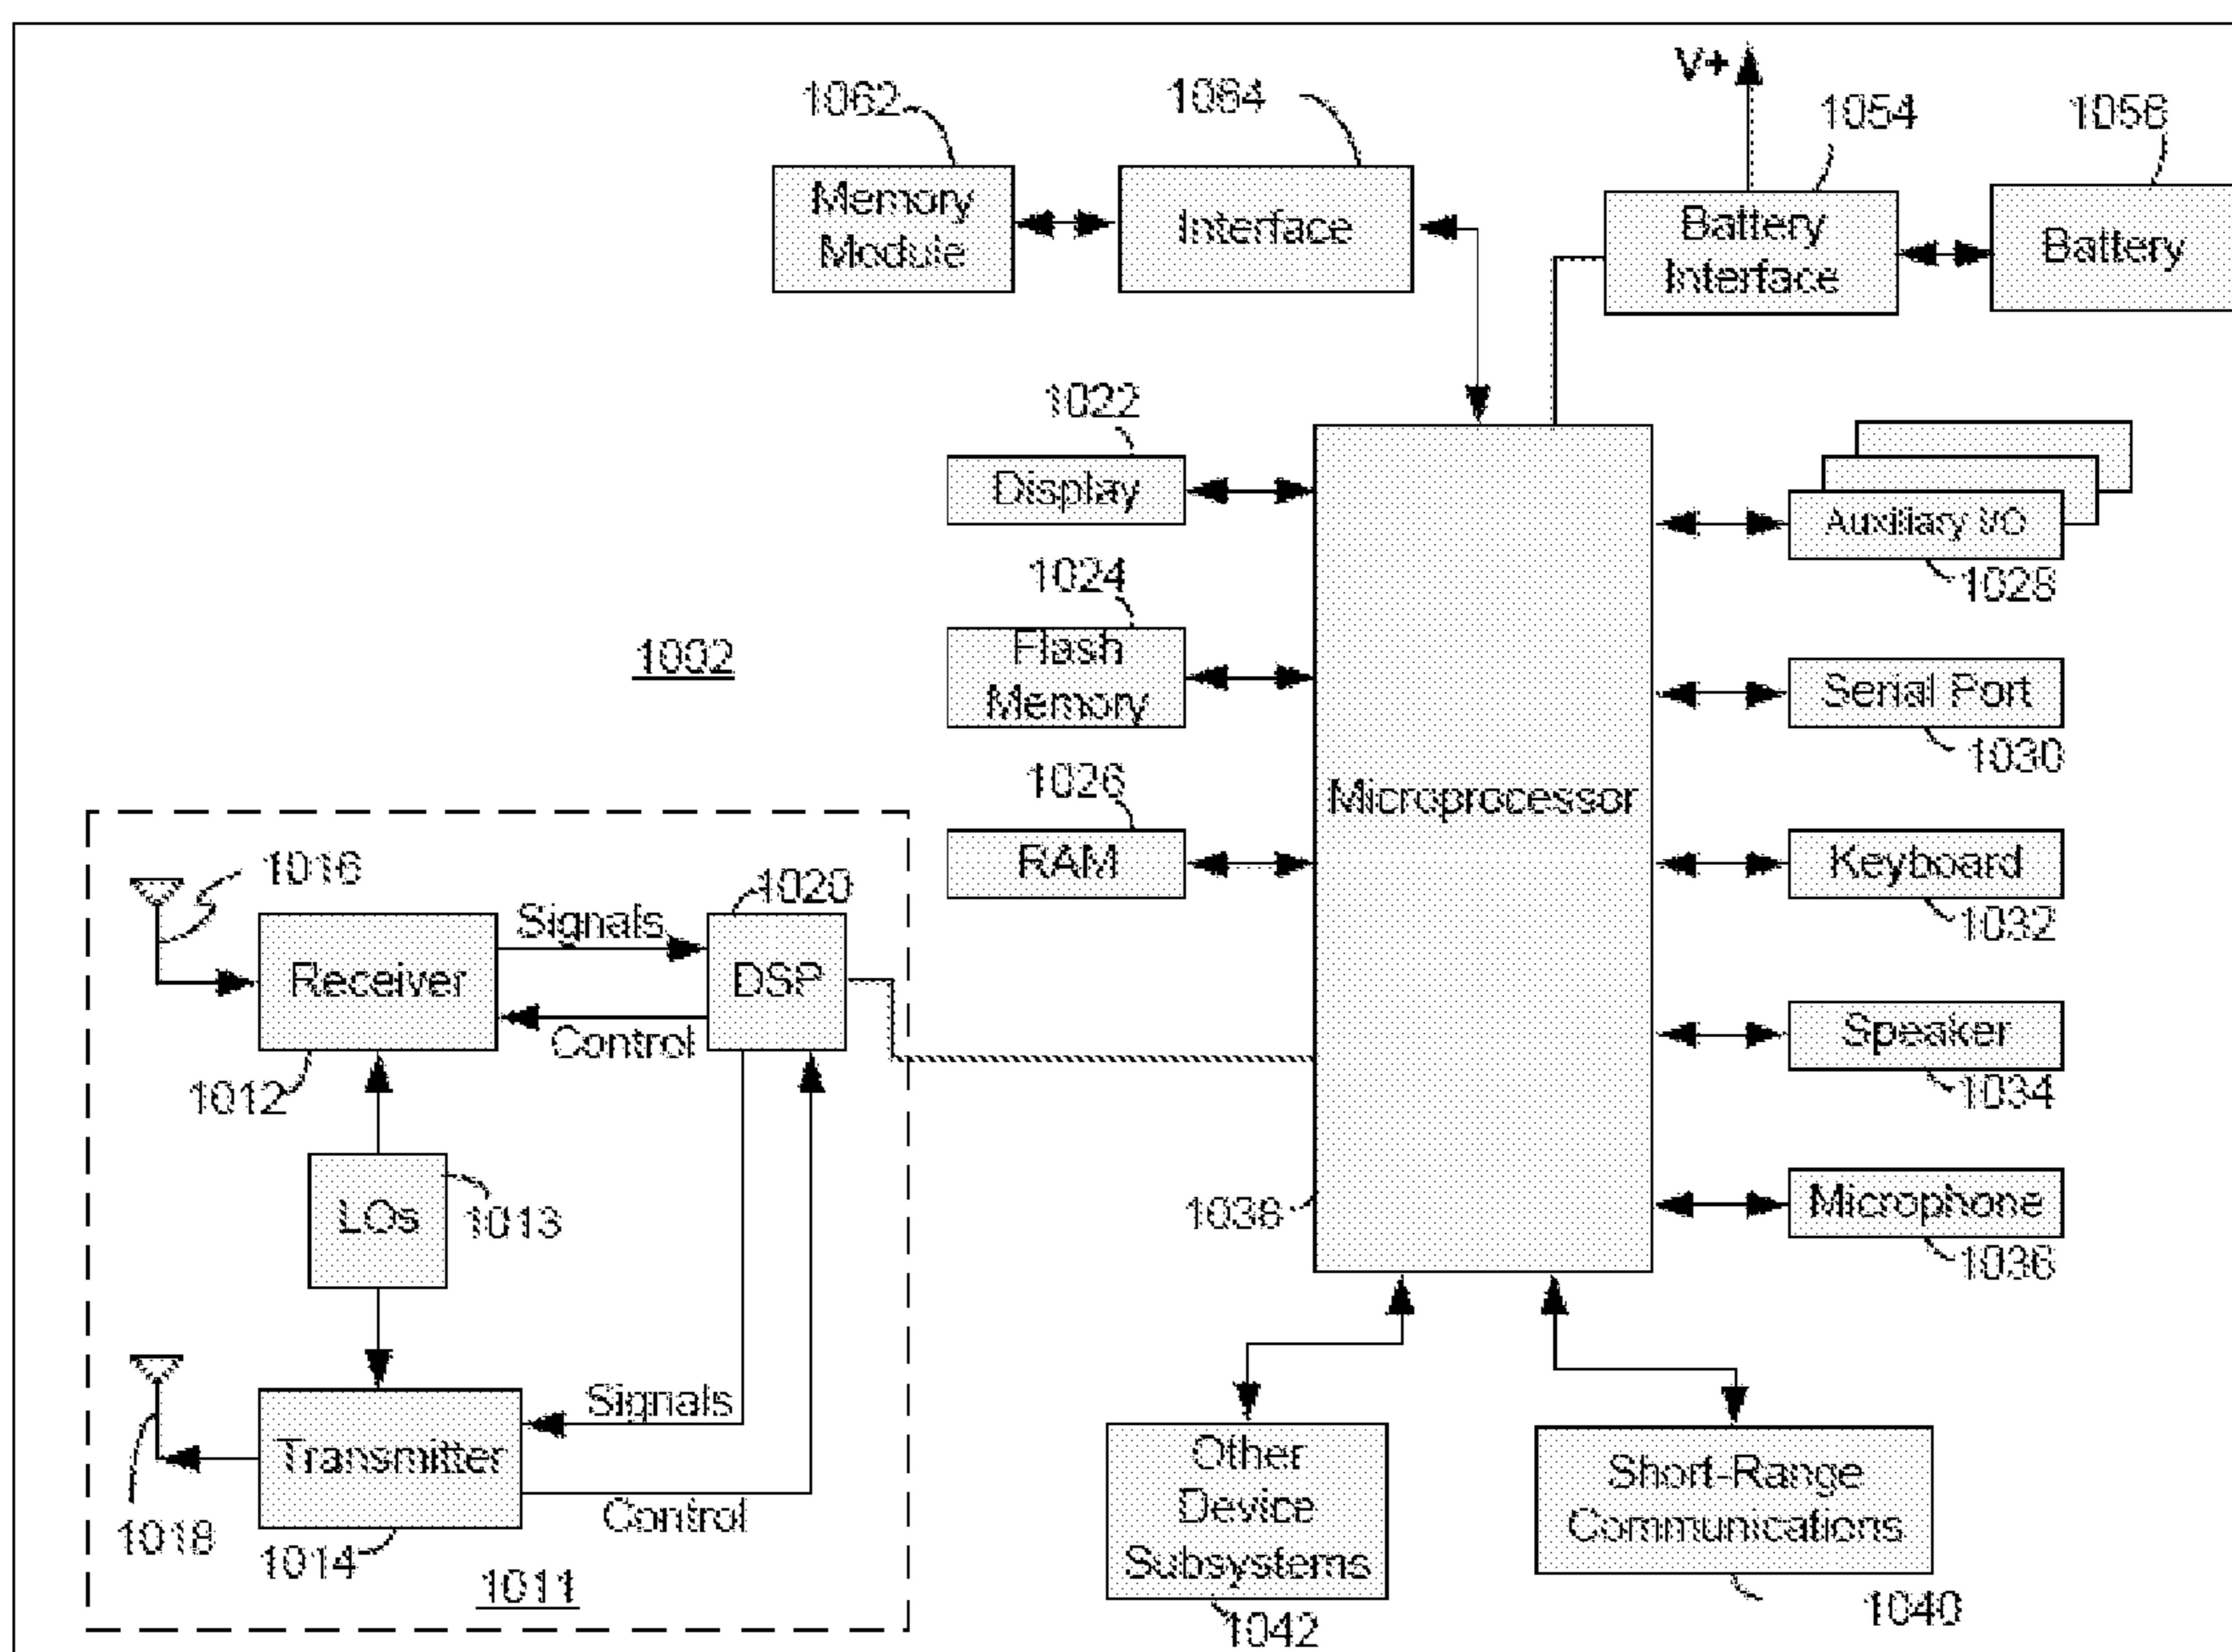 V+
1062
1064
1054
1056
Memory
Module
Interface
Battery
Interface
Battery
1022
Display
Auxiliary I/O
1028
1024
Flash
Memory
1002
Serial Port
1030
1026
RAM
Microprocessor
Keyboard
1032
1016
1020
Signals
Receiver
DSP
Control
1012
Speaker
1034
LOs
1013
1038
Microphone
1036
Signals
Transmitter
Control
1018
1014
1011
Other
Device
Subsystems
1042
Short-Range
Communications
1040